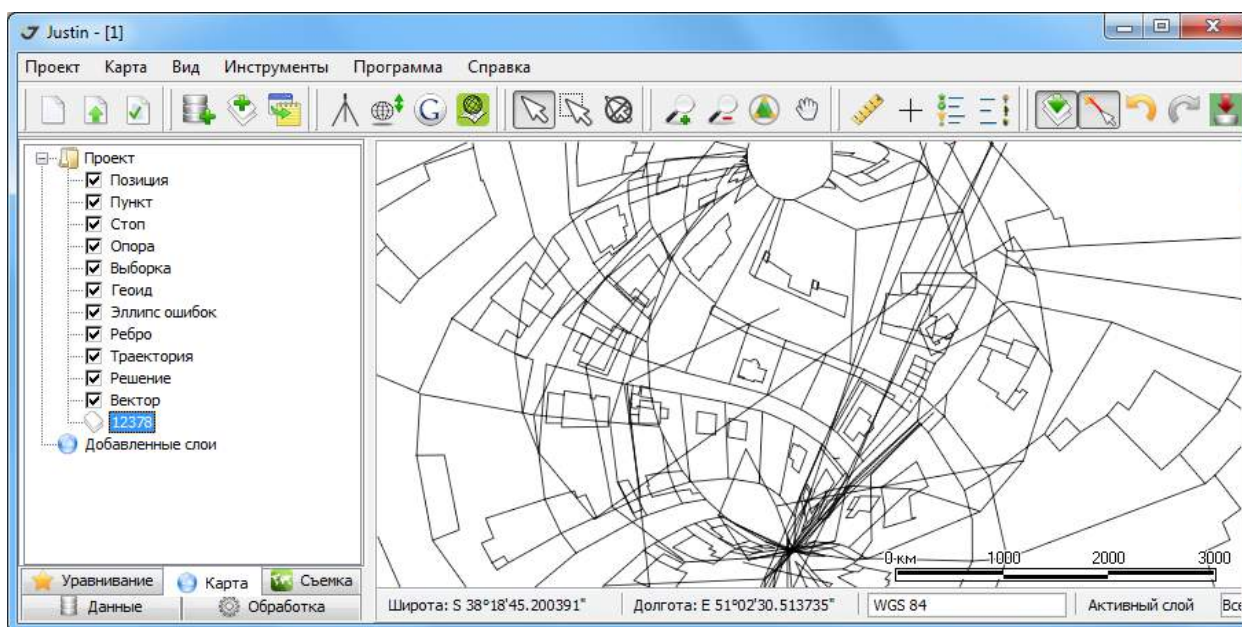 Justin - [1]
Проект Карта Вид Инструменты Программа Справка
G
Проект
Позиция
Пункт
Стоп
Опора
Выборка
Геоид
Эллипс ошибок
Ребро
Траектория
Решение
Вектор
12378
Добавленные слои
0 км 1000 2000 3000
Уравнивание Карта Съемка
Данные Обработка
Широта: S 38°18'45.200391" Долгота: E 51°02'30.513735" WGS 84 Активный слой Все